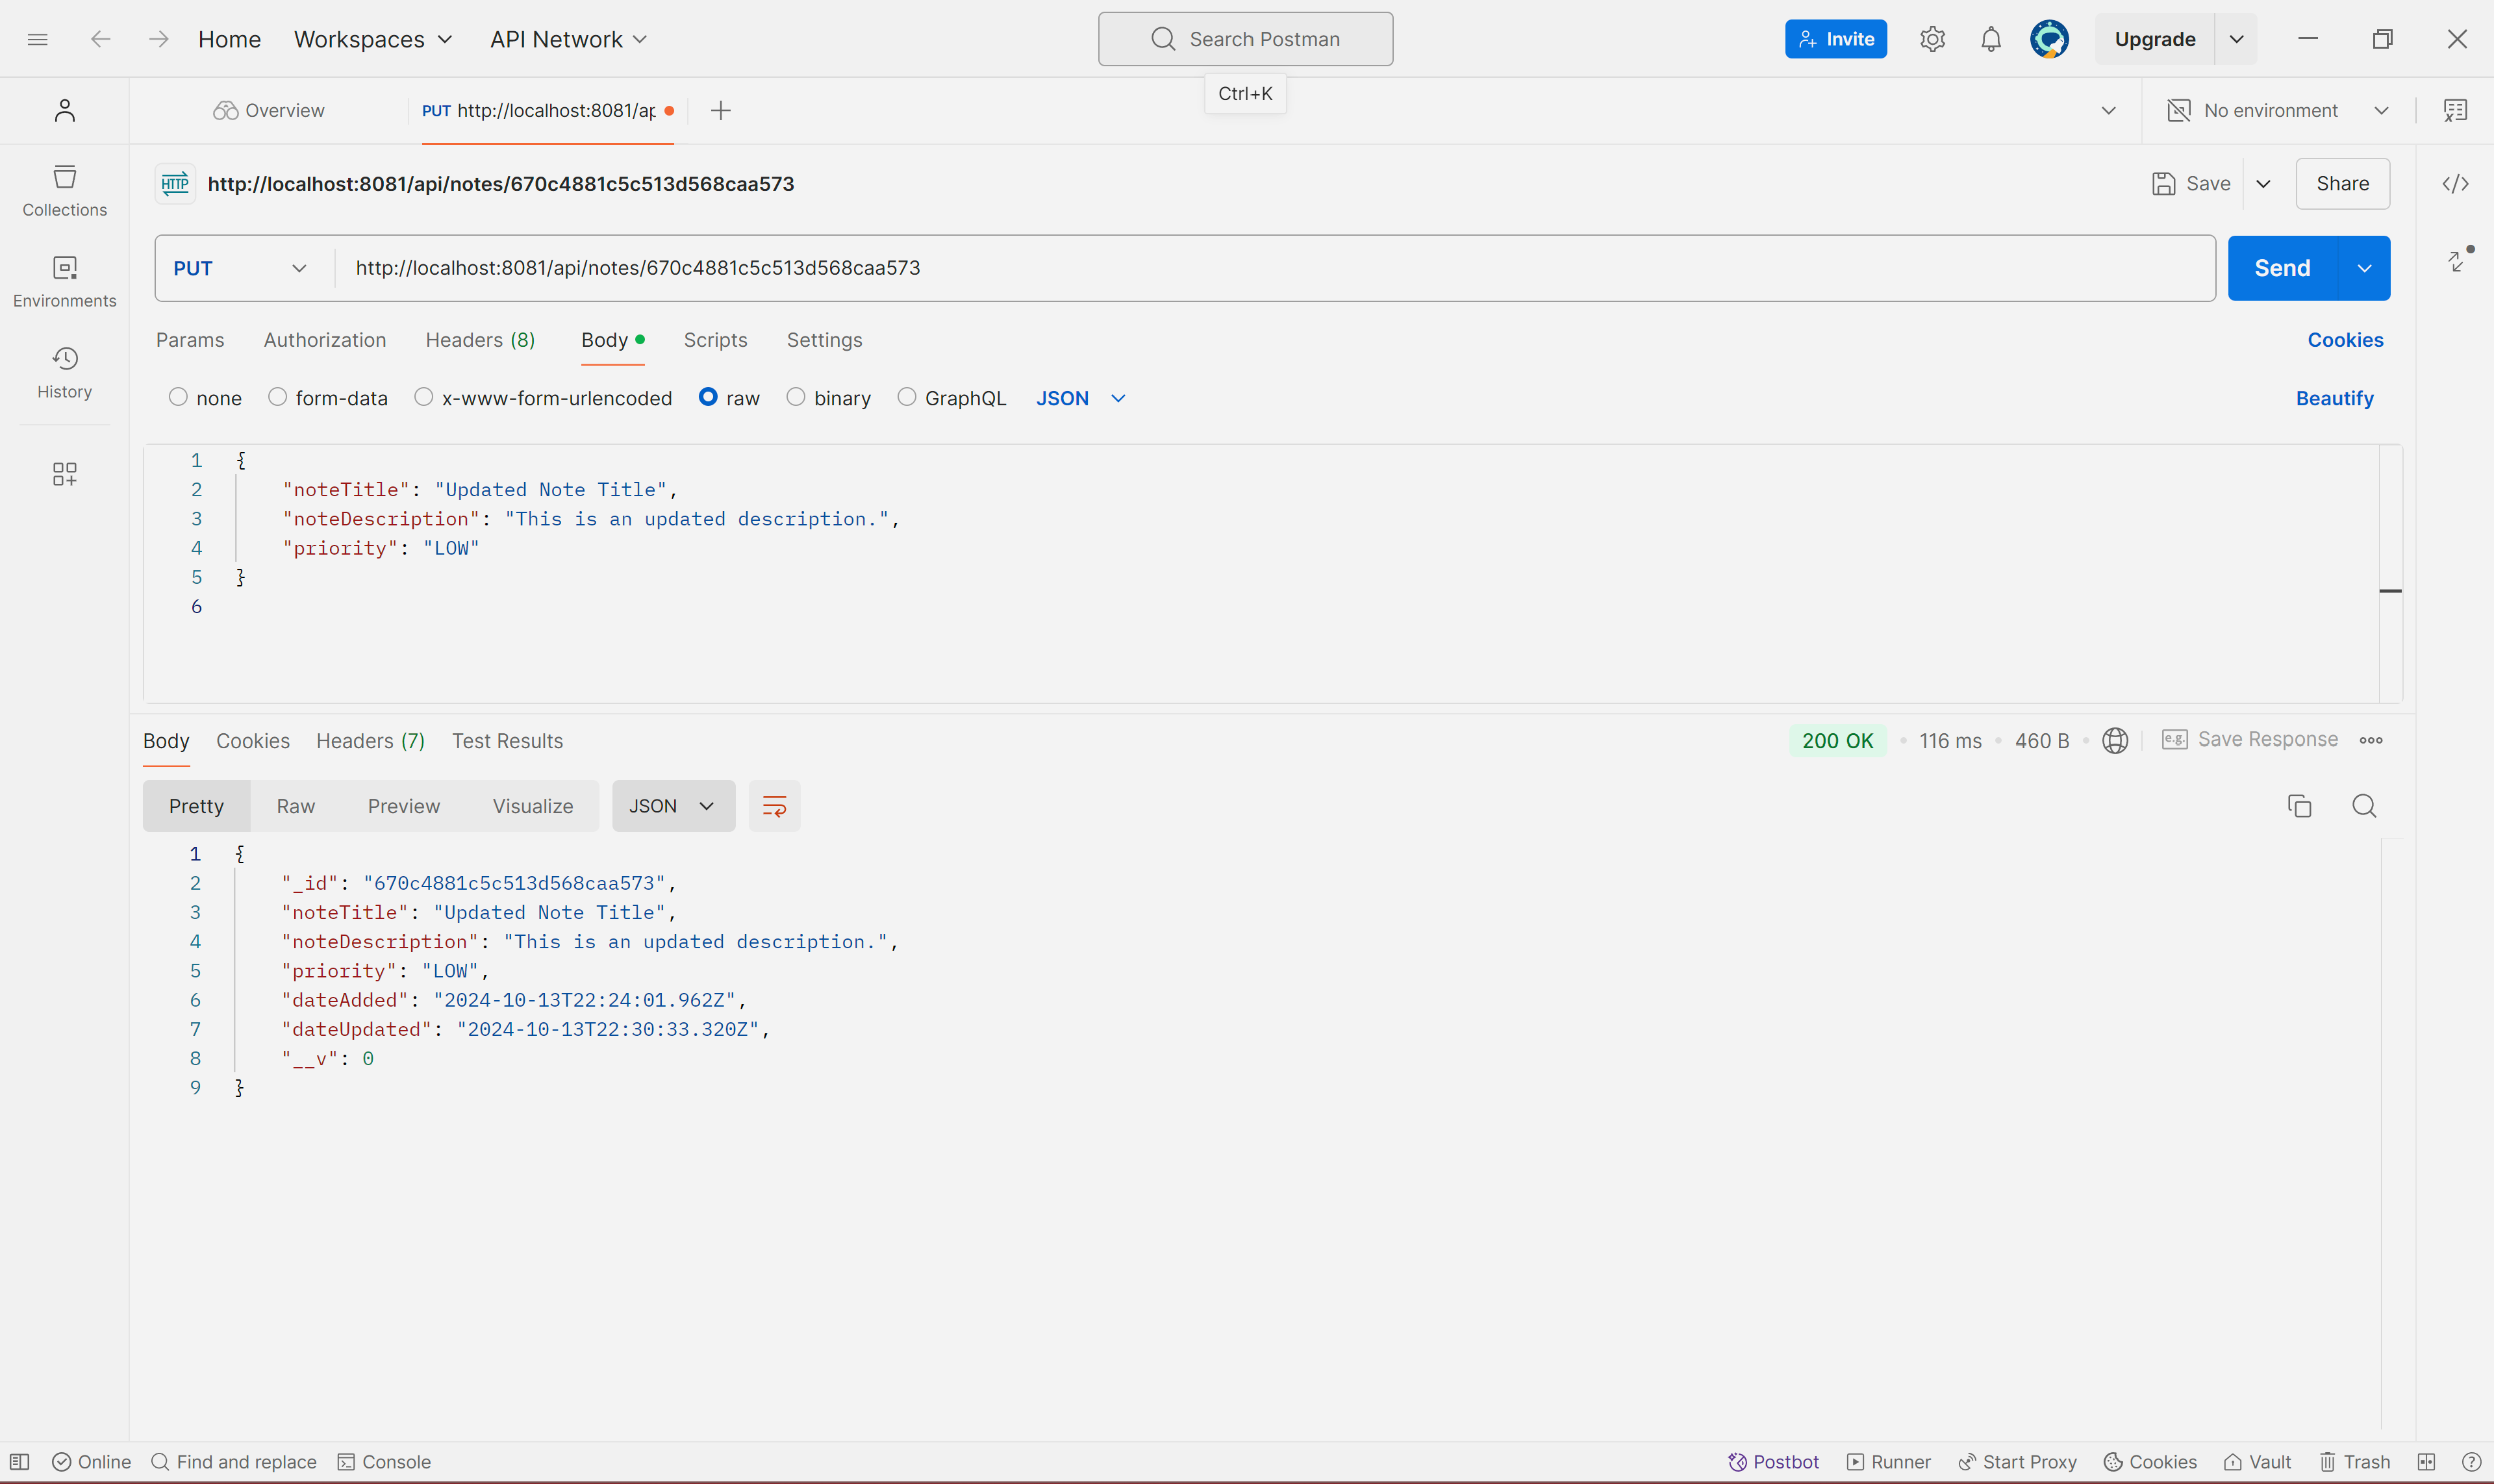 Home Workspaces API Network Search Postman Invite Upgrade
Ctrl+K
Overview PUT http://localhost:8081/ap No environment
HTTP http://localhost:8081/api/notes/670c4881c5c513d568caa573 Save Share
Collections
Environments
History
PUT http://localhost:8081/api/notes/670c4881c5c513d568caa573 Send
Params Authorization Headers (8) Body Scripts Settings Cookies
none form-data x-www-form-urlencoded raw binary GraphQL JSON Beautify
1 {
2 "noteTitle": "Updated Note Title",
3 "noteDescription": "This is an updated description.",
4 "priority": "LOW"
5 }
6
Body Cookies Headers (7) Test Results 200 OK 116 ms 460 B e.g. Save Response
Pretty Raw Preview Visualize JSON
1 {
2 "_id": "670c4881c5c513d568caa573",
3 "noteTitle": "Updated Note Title",
4 "noteDescription": "This is an updated description.",
5 "priority": "LOW",
6 "dateAdded": "2024-10-13T22:24:01.962Z",
7 "dateUpdated": "2024-10-13T22:30:33.320Z",
8 "__v": 0
9 }
Online Find and replace Console Postbot Runner Start Proxy Cookies Vault Trash